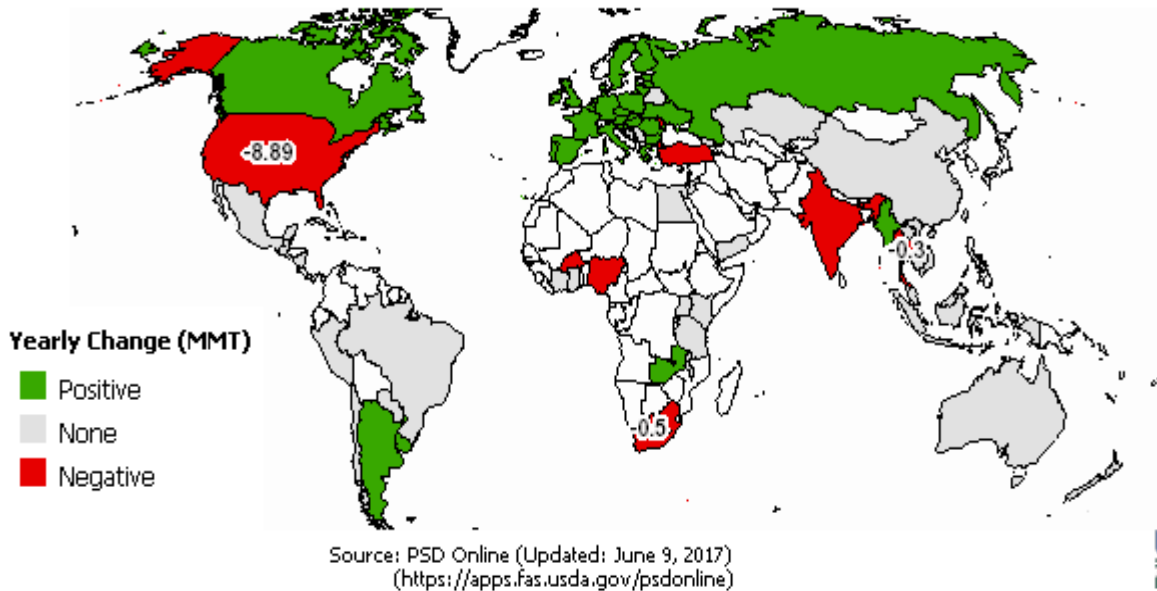 -8.89
-0.3
-0.5
Yearly Change (MMT)
Positive
None
Negative
Source: PSD Online (Updated: June 9, 2017)
(https://apps.fas.usda.gov/psdonline)